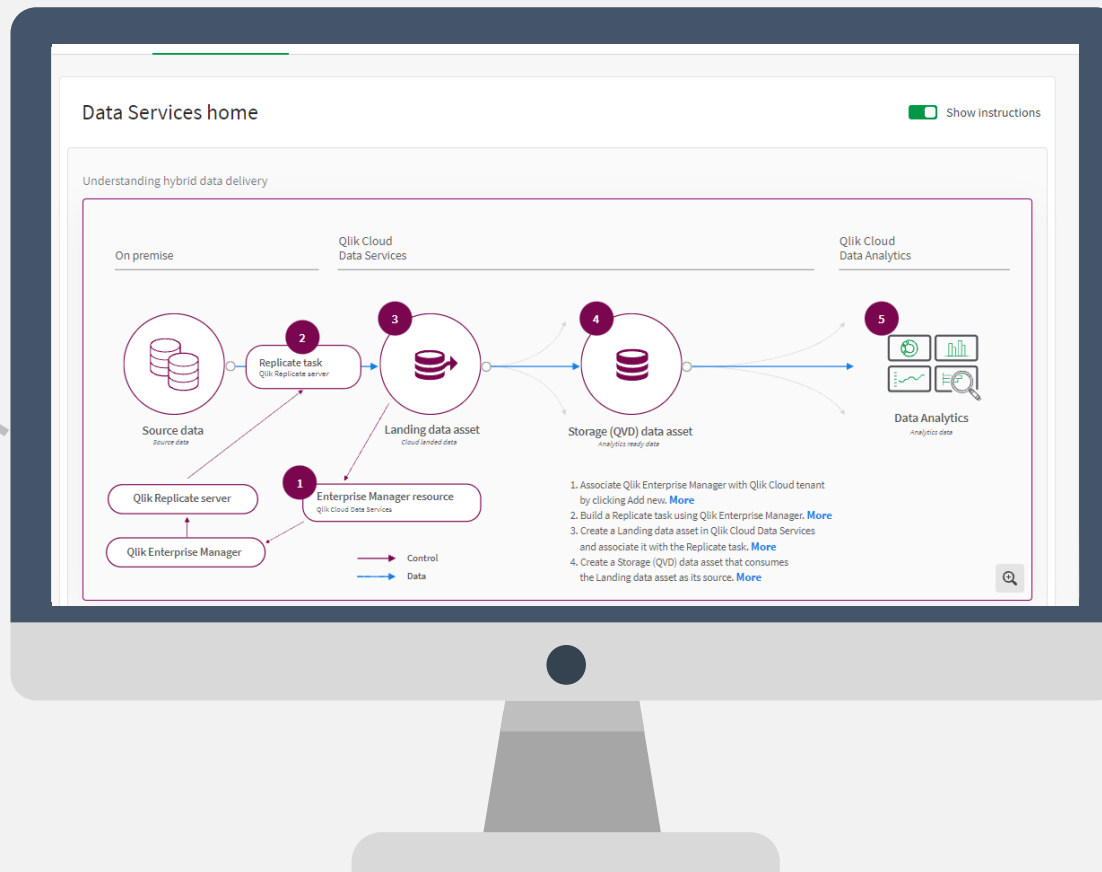 Data Services home
Show instructions
Understanding hybrid data delivery
On premise
Qlik Cloud
Data Services
Qlik Cloud
Data Analytics
2
3
4
5
Replicate task
Qlik Replicate server
Source data
Source data
Landing data asset
Cloud landed data
Storage (QVD) data asset
Analytics ready data
Data Analytics
Analytics data
1
Qlik Replicate server
Enterprise Manager resource
Qlik Cloud Data Services
Qlik Enterprise Manager
Control
Data
1. Associate Qlik Enterprise Manager with Qlik Cloud tenant
by clicking Add new. More
2. Build a Replicate task using Qlik Enterprise Manager. More
3. Create a Landing data asset in Qlik Cloud Data Services
and associate it with the Replicate task. More
4. Create a Storage (QVD) data asset that consumes
the Landing data asset as its source. More